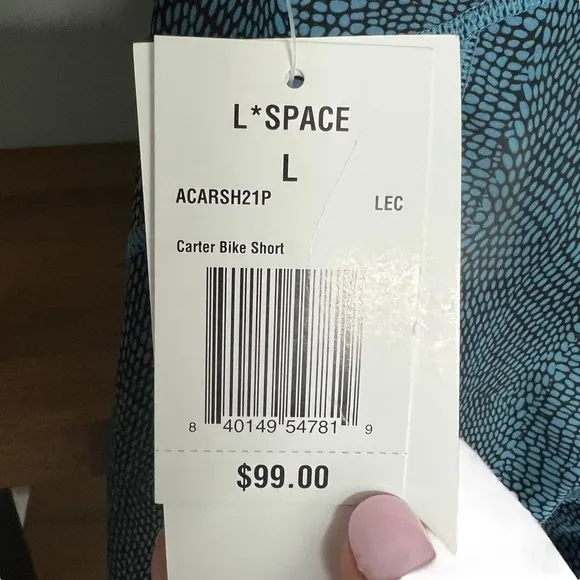 L*SPACE
L
ACARSH21P LEC
Carter Bike Short
8 40149 54781 9
$99.00